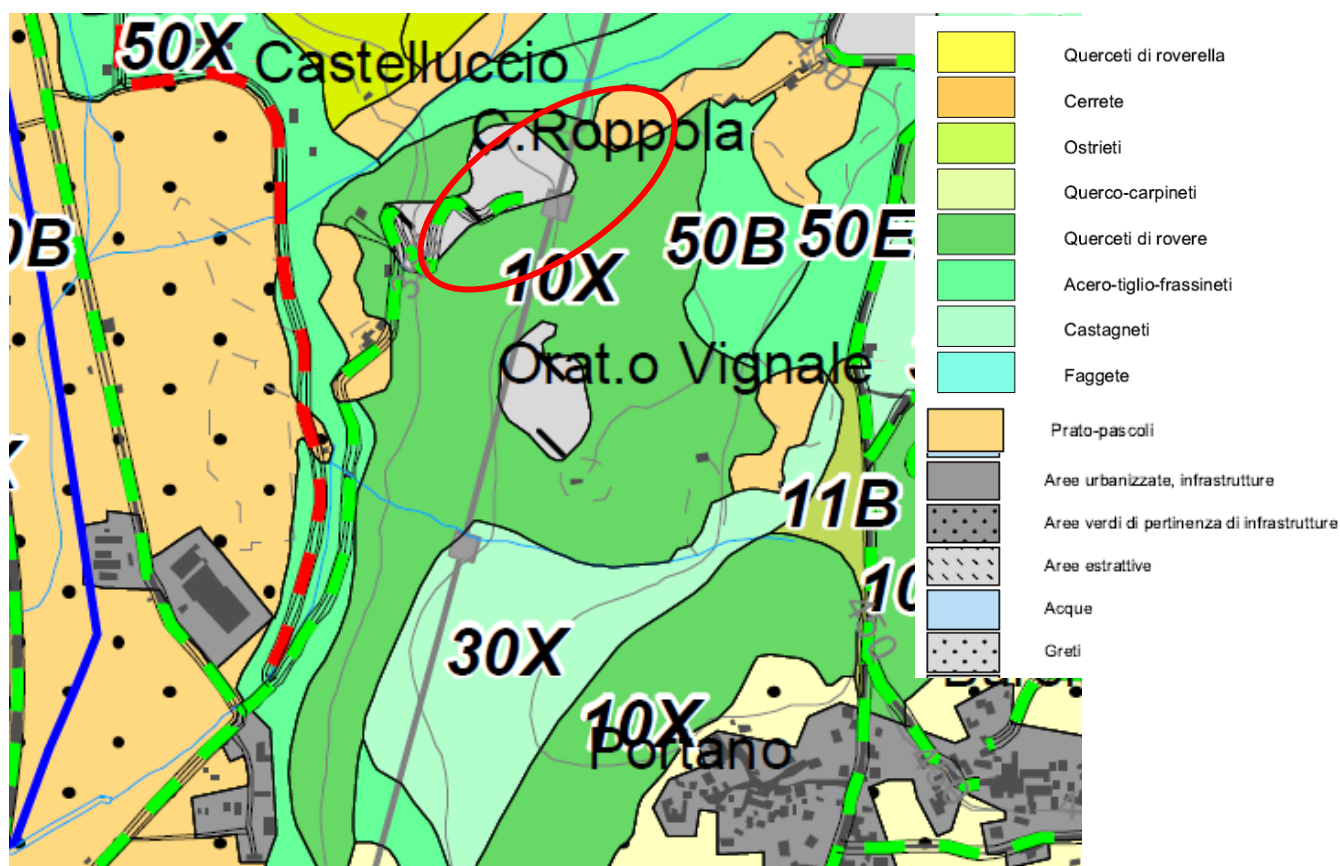 50X
Castelluccio
C.Roppola
50B 50E
0B
10X
Orat.o Vignale
11B
10
30X
10X
Portano
Querceti di roverella
Cerrete
Ostrieti
Querco-carpineti
Querceti di rovere
Acero-tiglio-frassineti
Castagneti
Faggete
Prato-pascoli
Aree urbanizzate, infrastrutture
Aree verdi di pertinenza di infrastrutture
Aree estrattive
Acque
Greti